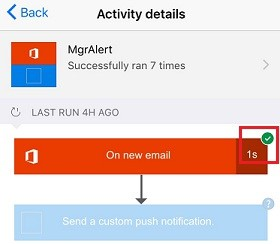 Back
Activity details
MgrAlert
Successfully ran 7 times
LAST RUN 4H AGO
On new email
1s
?
Send a custom push notification.